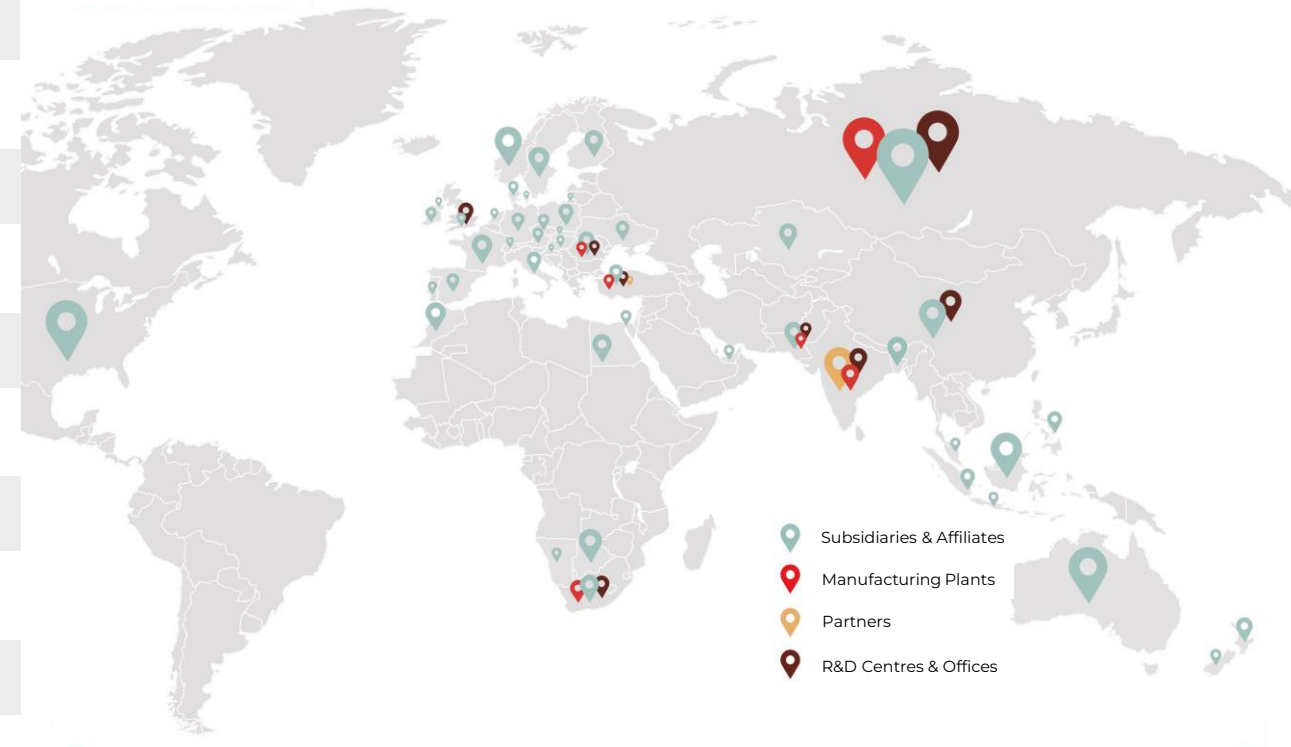 Subsidiaries & Affiliates
Manufacturing Plants
Partners
R&D Centres & Offices